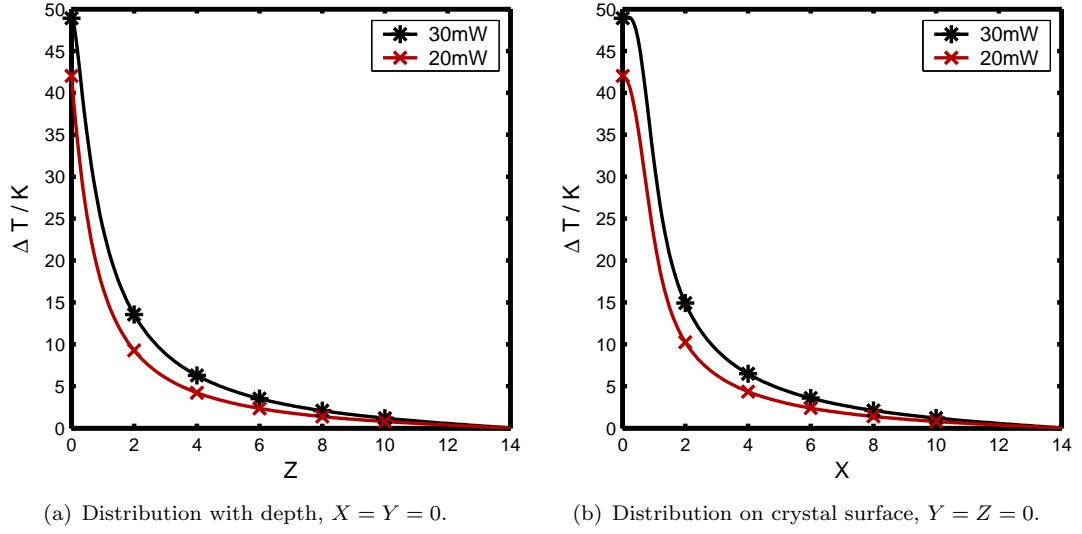 50
45
40
35
30
25
20
15
10
5
0
Δ T / K
0 2 4 6 8 10 12 14
Z
30mW
20mW
(a) Distribution with depth, X = Y = 0.
50
45
40
35
30
25
20
15
10
5
0
Δ T / K
0 2 4 6 8 10 12 14
X
30mW
20mW
(b) Distribution on crystal surface, Y = Z = 0.